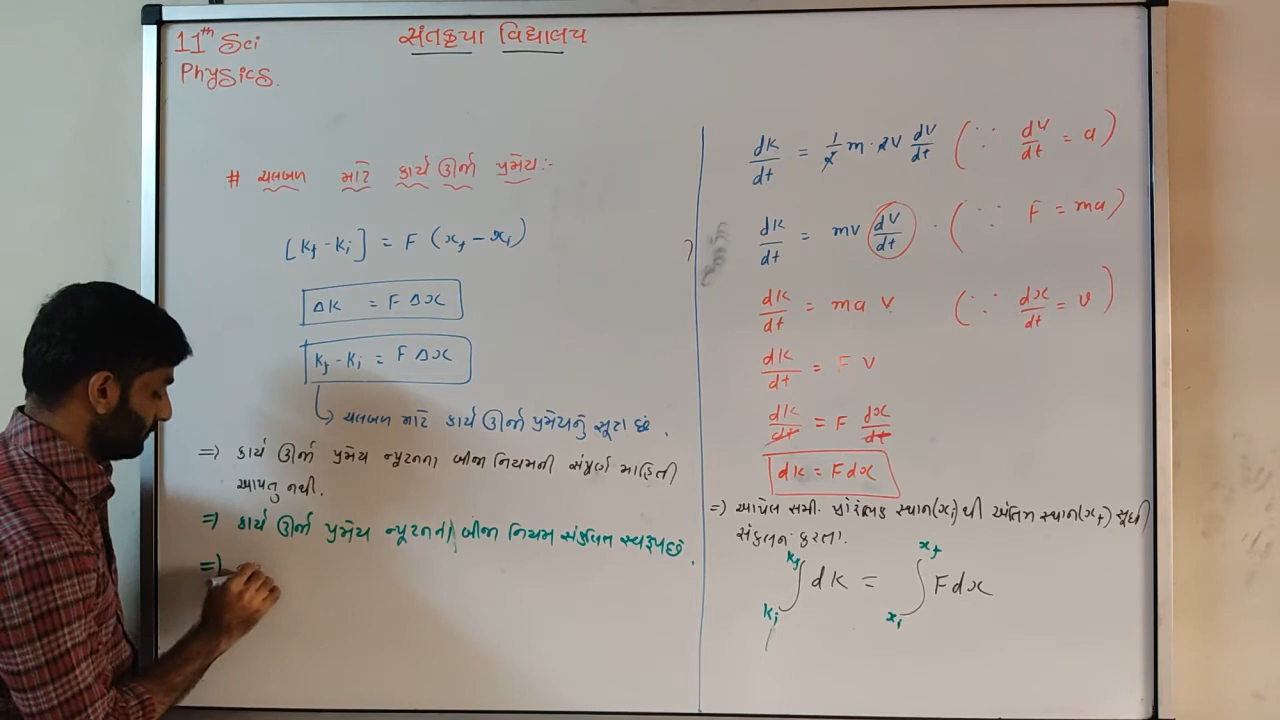 11th Sci
Physics.
સંતકૃપા વિદ્યાલય
# ચલબળ માટે કાર્ય ઊર્જા પ્રમેય:-
[Kf - Ki] = F (xf - xi)
ΔK = F Δx
Kf - Ki = F Δx
ચલબળ માટે કાર્ય ઊર્જા પ્રમેયનું સૂત્ર છે.
=> કાર્ય ઊર્જા પ્રમેય ન્યૂટનના બીજા નિયમની સંપૂર્ણ માહિતી
આપતુ નથી.
=> કાર્ય ઊર્જા પ્રમેય ન્યૂટનના બીજા નિયમ સંકલિત સ્વરૂપ છે.
=>
dK/dt = 1/2 m · 2V dV/dt (∵ dV/dt = a)
dK/dt = mV dV/dt · (∵ F = ma)
dK/dt = ma V (∵ dx/dt = v)
dK/dt = F V
dK/dt = F dx/dt
dK = F dx
=> આપેલ સમી. પ્રારંભિક સ્થાન(xi) થી અંતિમ સ્થાન(xf) સુધી
સંકલન કરતા.
∫Ki^Kf dK = ∫xi^xf F dx